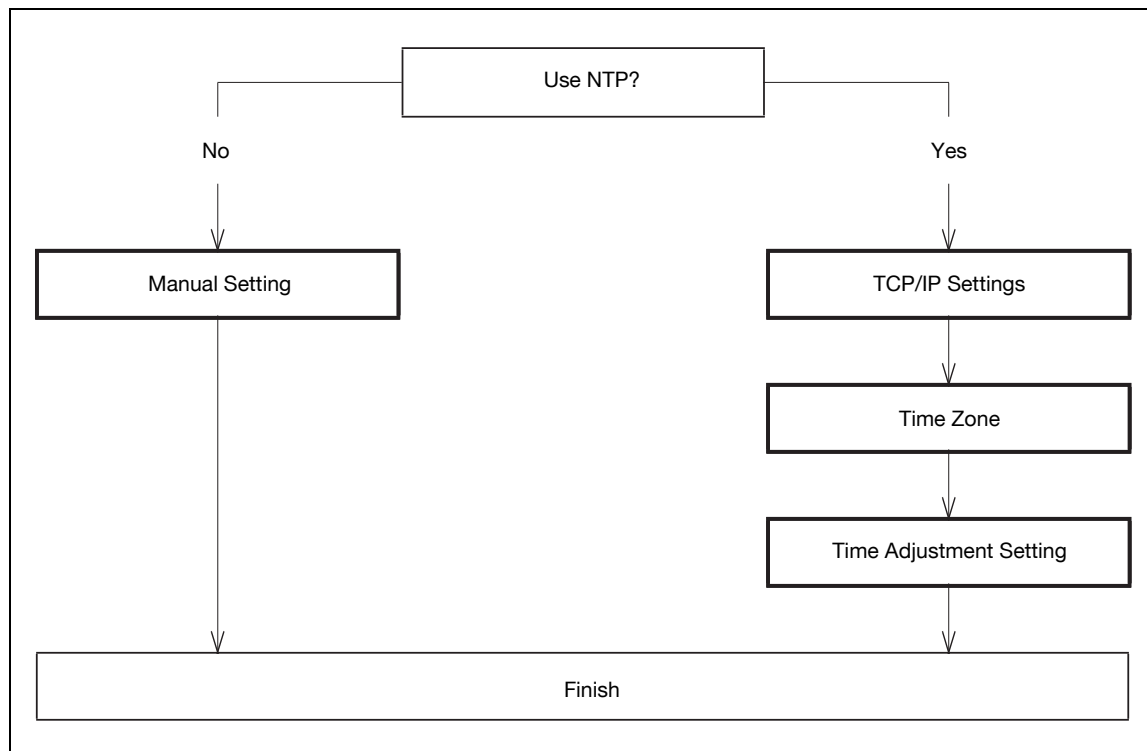 Use NTP?
No
Yes
Manual Setting
TCP/IP Settings
Time Zone
Time Adjustment Setting
Finish